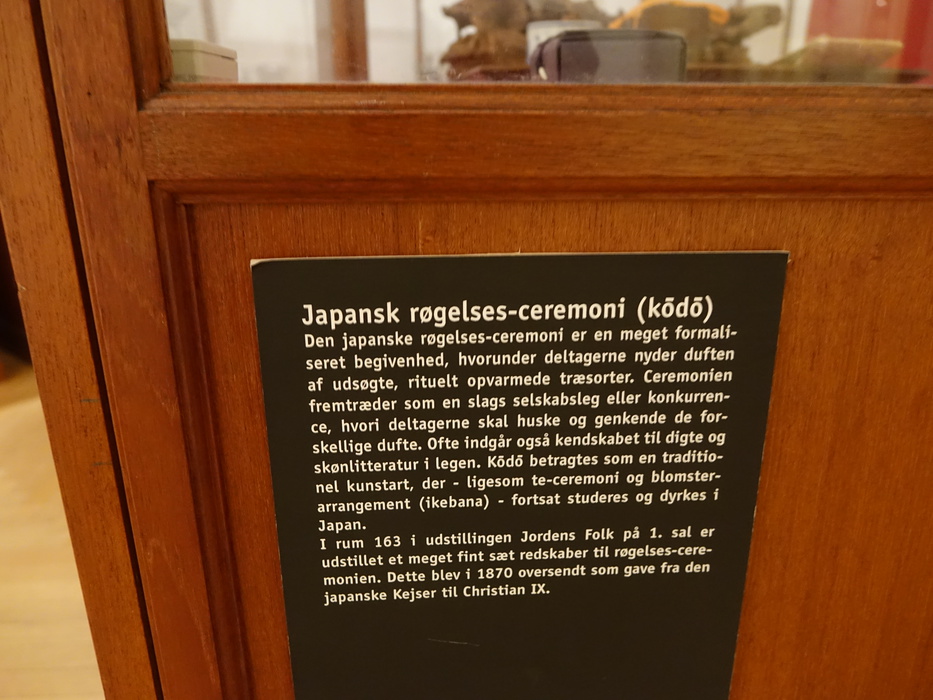 Japansk røgelses-ceremoni (kōdō)
Den japanske røgelses-ceremoni er en meget formali-
seret begivenhed, hvorunder deltagerne nyder duften
af udsøgte, rituelt opvarmede træsorter. Ceremonien
fremtræder som en slags selskabsleg eller konkurren-
ce, hvori deltagerne skal huske og genkende de for-
skellige dufte. Ofte indgår også kendskabet til digte og
skønlitteratur i legen. Kōdō betragtes som en traditio-
nel kunstart, der - ligesom te-ceremoni og blomster-
arrangement (ikebana) - fortsat studeres og dyrkes i
Japan.
I rum 163 i udstillingen Jordens Folk på 1. sal er
udstillet et meget fint sæt redskaber til røgelses-cere-
monien. Dette blev i 1870 oversendt som gave fra den
japanske Kejser til Christian IX.